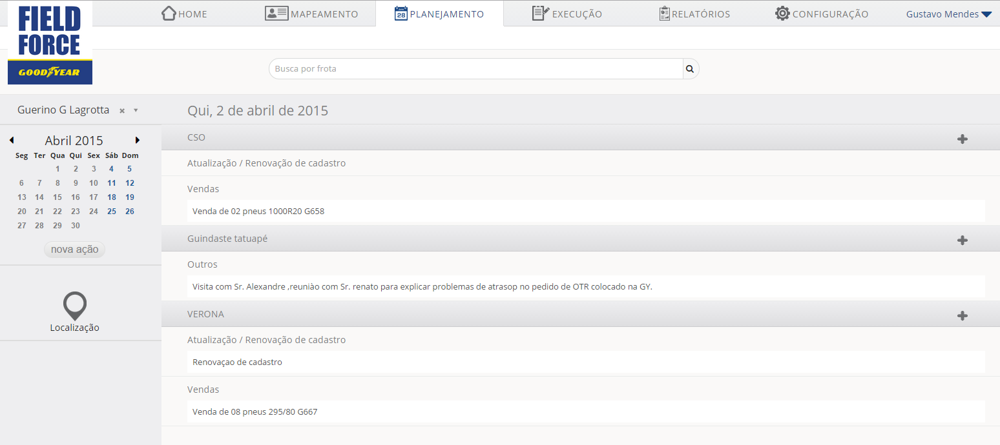 FIELD
FORCE
GOODYEAR
HOME MAPEAMENTO 28 PLANEJAMENTO EXECUÇÃO RELATÓRIOS CONFIGURAÇÃO Gustavo Mendes
Busca por frota
Guerino G Lagrotta
Abril 2015
Seg Ter Qua Qui Sex Sáb Dom
1 2 3 4 5
6 7 8 9 10 11 12
13 14 15 16 17 18 19
20 21 22 23 24 25 26
27 28 29 30
nova ação
Localização
Qui, 2 de abril de 2015
CSO
Atualização / Renovação de cadastro
Vendas
Venda de 02 pneus 1000R20 G658
Guindaste tatuapé
Outros
Visita com Sr. Alexandre ,reuniào com Sr. renato para explicar problemas de atrasop no pedido de OTR colocado na GY.
VERONA
Atualização / Renovação de cadastro
Renovaçao de cadastro
Vendas
Venda de 08 pneus 295/80 G667